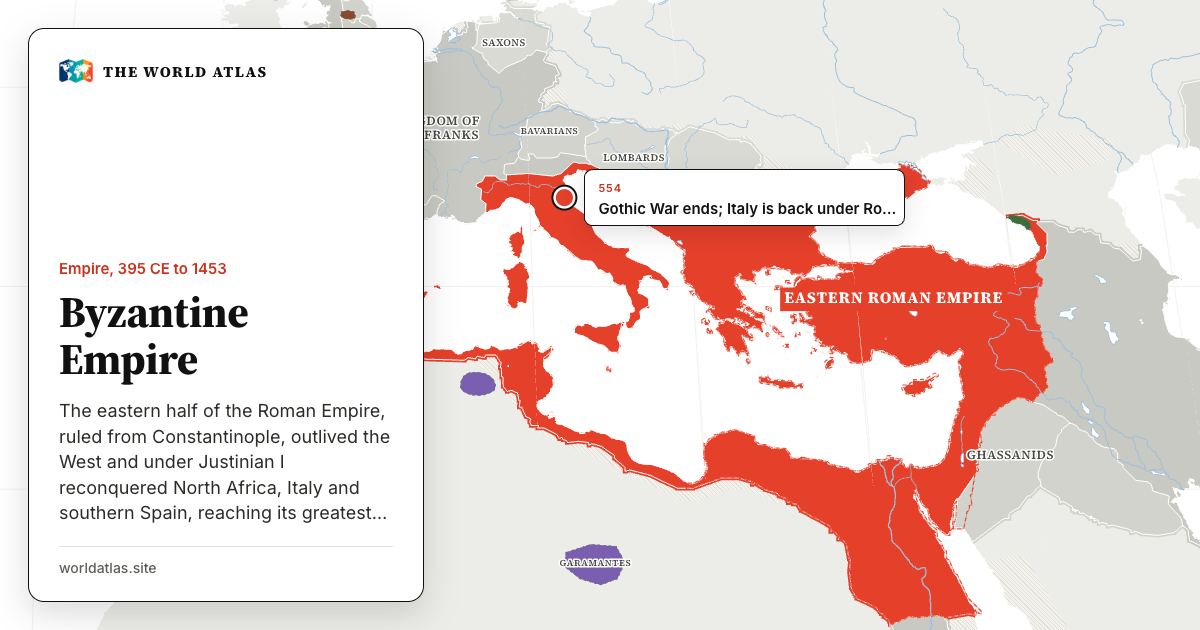 THE WORLD ATLAS
Empire, 395 CE to 1453
Byzantine
Empire
The eastern half of the Roman Empire,
ruled from Constantinople, outlived the
West and under Justinian I
reconquered North Africa, Italy and
southern Spain, reaching its greatest...
worldatlas.site
SAXONS
GDOM OF
FRANKS
BAVARIANS
LOMBARDS
554
Gothic War ends; Italy is back under Ro...
EASTERN ROMAN EMPIRE
GHASSANIDS
GARAMANTES